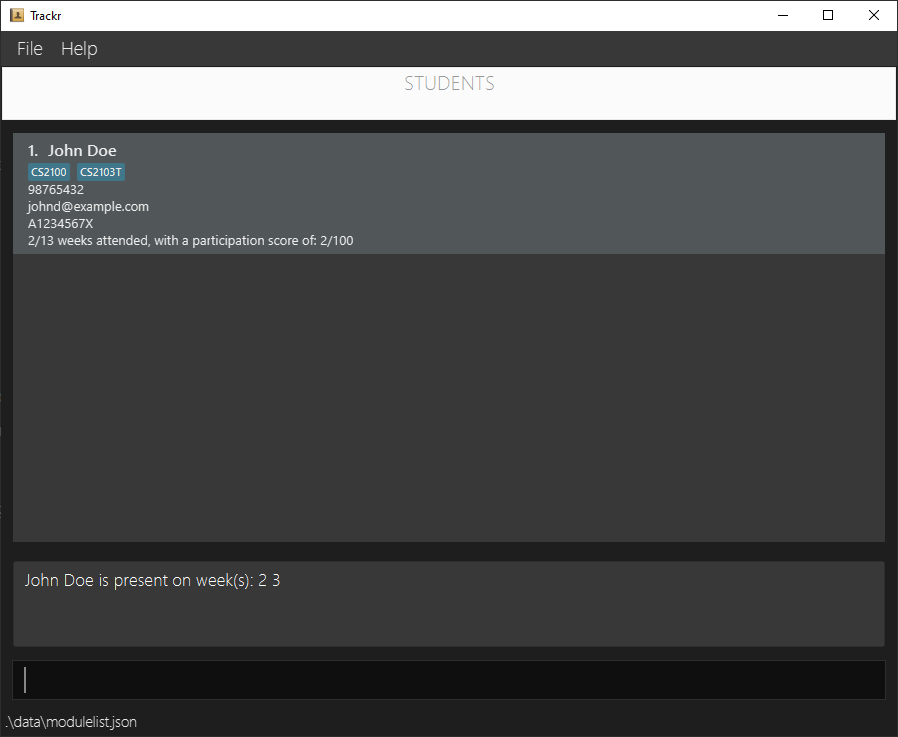 Trackr
File Help
STUDENTS
1. John Doe
CS2100 CS2103T
98765432
johnd@example.com
A1234567X
2/13 weeks attended, with a participation score of: 2/100
John Doe is present on week(s): 2 3
.\data\modulelist.json